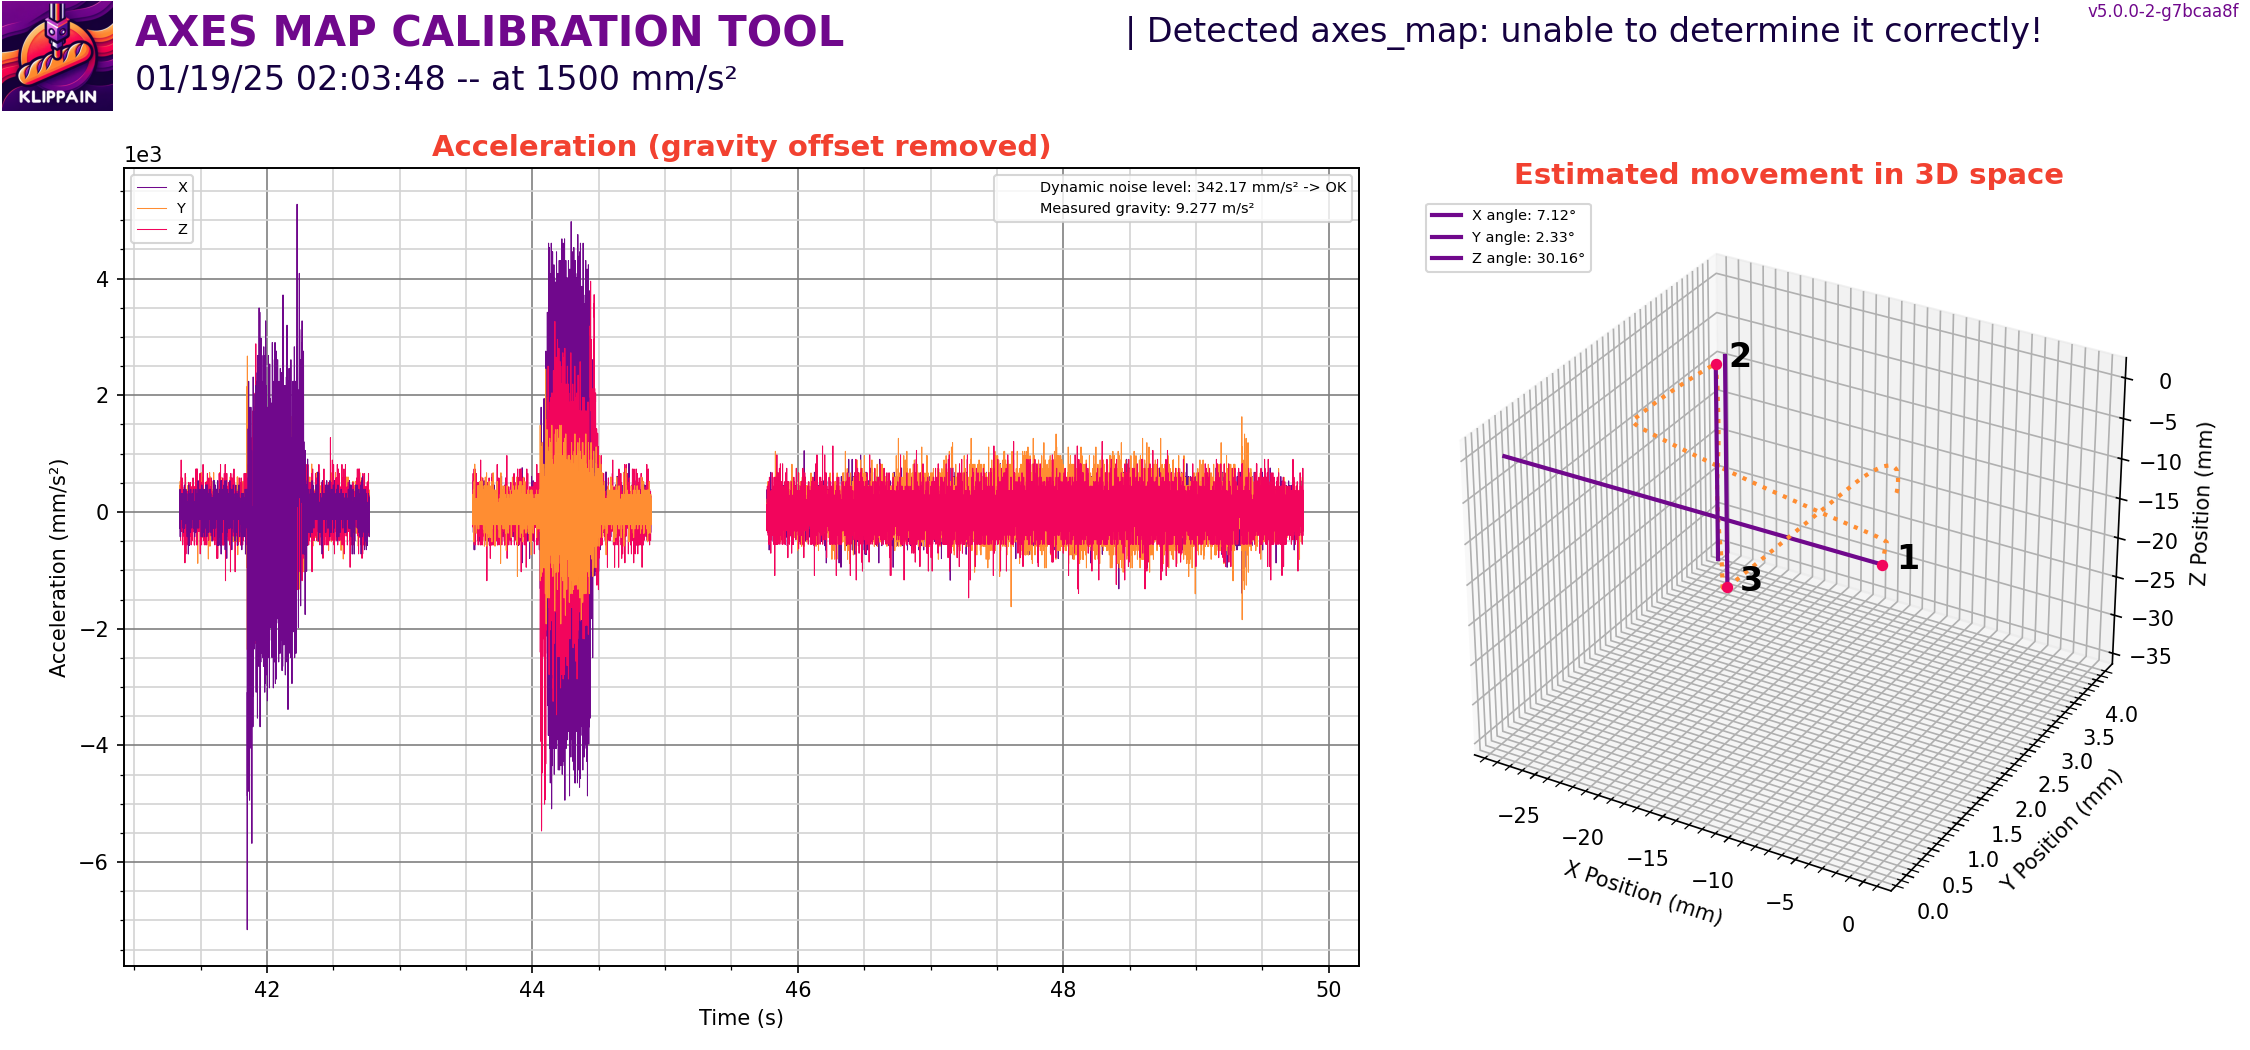 v5.0.0-2-g7bcaa8f
AXES MAP CALIBRATION TOOL
| Detected axes_map: unable to determine it correctly!
01/19/25 02:03:48 -- at 1500 mm/s²
KLIPPAIN
Acceleration (gravity offset removed)
1e3
X
Y
Z
Dynamic noise level: 342.17 mm/s² -> OK
Measured gravity: 9.277 m/s²
4
2
0
−2
−4
−6
Acceleration (mm/s²)
42
44
46
48
50
Time (s)
Estimated movement in 3D space
X angle: 7.12°
Y angle: 2.33°
Z angle: 30.16°
2
1
3
0
−5
−10
−15
−20
−25
−30
−35
Z Position (mm)
4.0
3.5
3.0
2.5
2.0
1.5
1.0
0.5
0.0
Y Position (mm)
−25
−20
−15
−10
−5
0
X Position (mm)